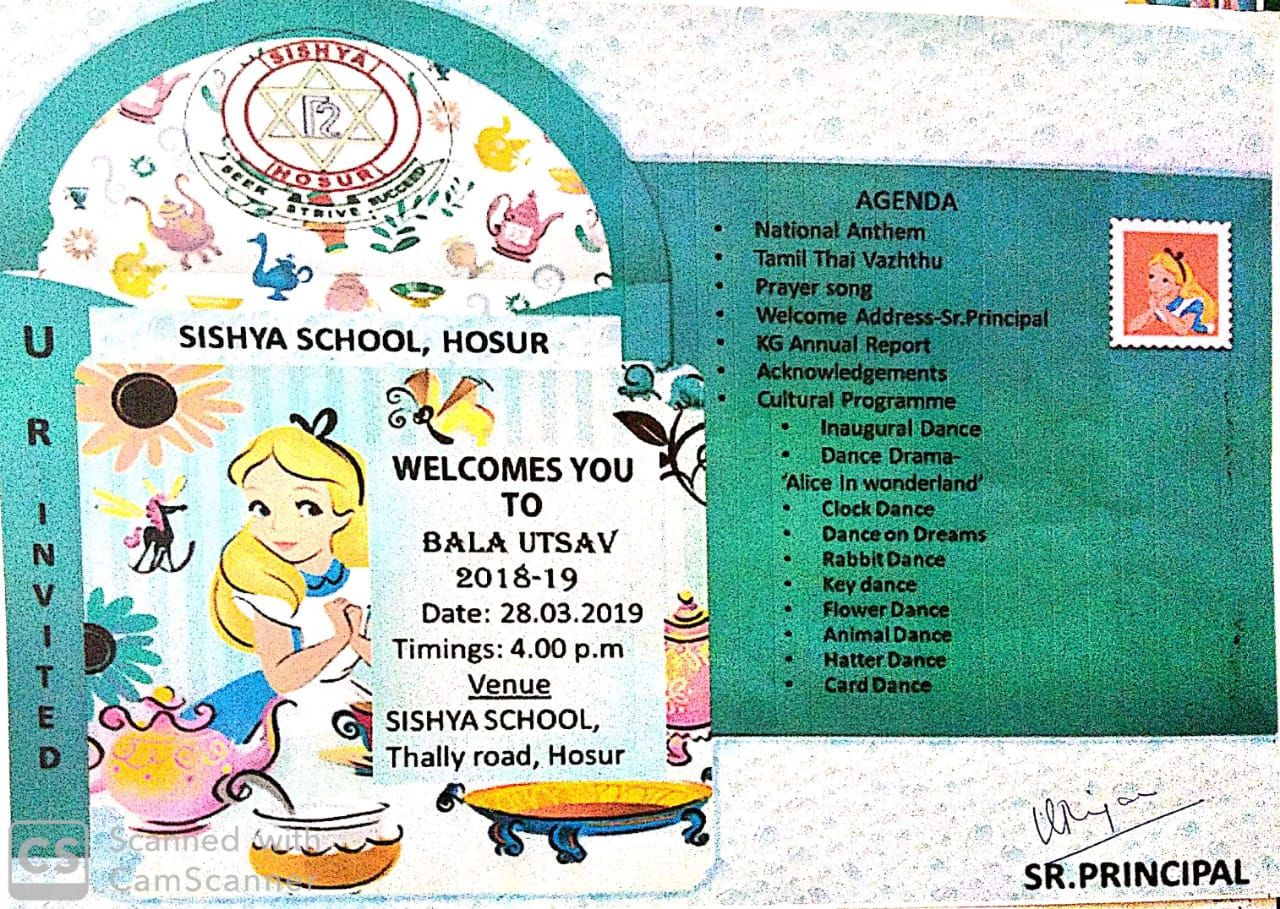 SISHYA
HOSUR
SEEK STRIVE SUCCEED
SISHYA SCHOOL, HOSUR
U R INVITED
WELCOMES YOU
TO
BALA UTSAV
2018-19
Date: 28.03.2019
Timings: 4.00 p.m
Venue
SISHYA SCHOOL,
Thally road, Hosur
AGENDA
• National Anthem
• Tamil Thai Vazhthu
• Prayer song
• Welcome Address-Sr.Principal
• KG Annual Report
• Acknowledgements
• Cultural Programme
• Inaugural Dance
• Dance Drama-
'Alice In wonderland'
• Clock Dance
• Dance on Dreams
• Rabbit Dance
• Key dance
• Flower Dance
• Animal Dance
• Hatter Dance
• Card Dance
SR.PRINCIPAL
CS
Scanned with
CamScanner